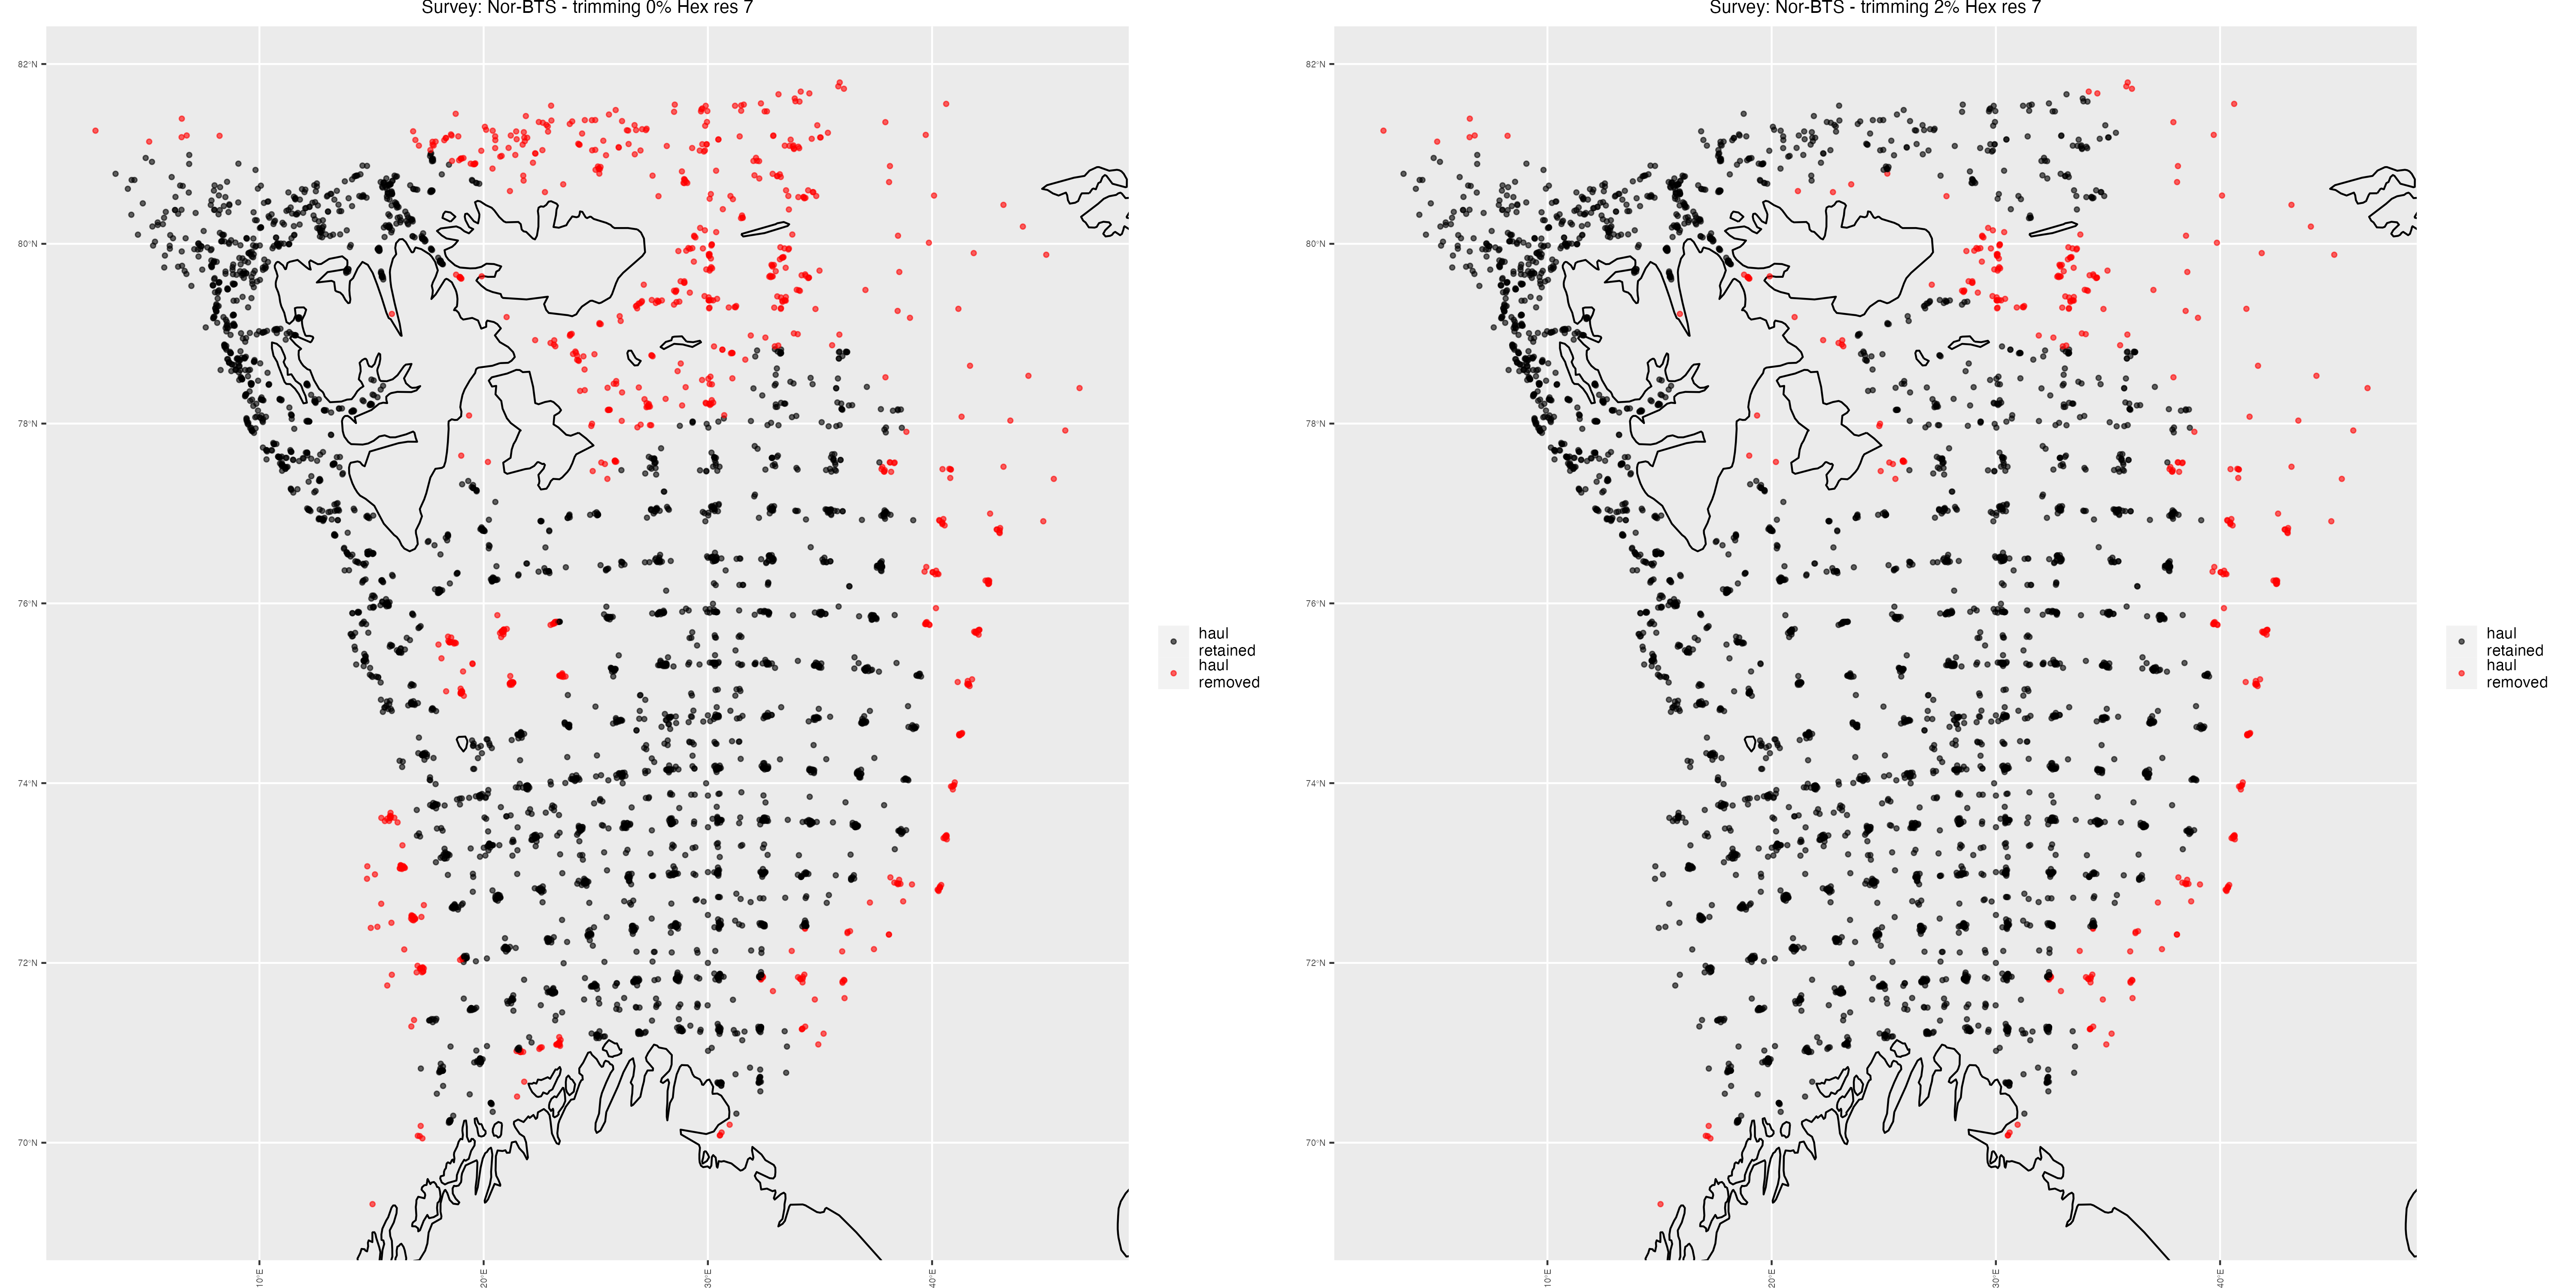 Survey: Nor-BTS - trimming 0% Hex res 7
82°N
80°N
78°N
76°N
74°N
72°N
70°N
10°E
20°E
30°E
40°E
haul
retained
haul
removed
Survey: Nor-BTS - trimming 2% Hex res 7
82°N
80°N
78°N
76°N
74°N
72°N
70°N
10°E
20°E
30°E
40°E
haul
retained
haul
removed